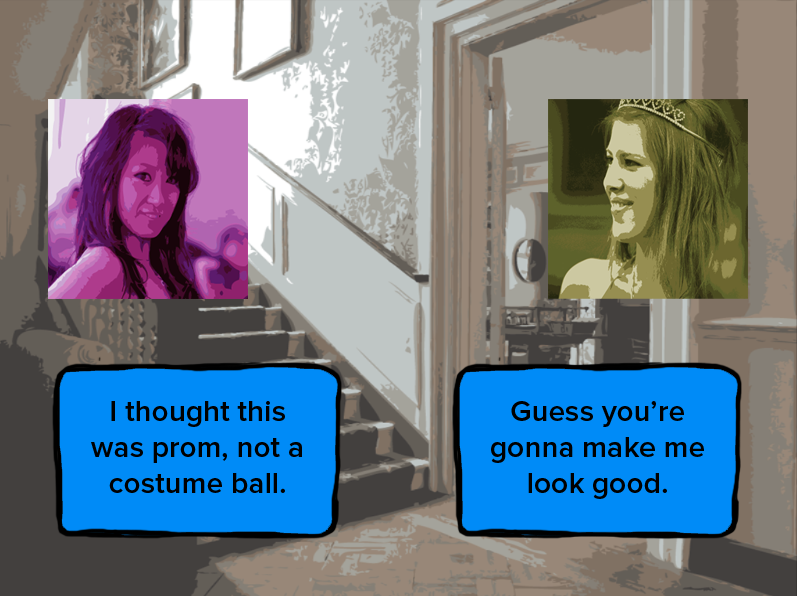 I thought this
was prom, not a
costume ball.
Guess you’re
gonna make me
look good.